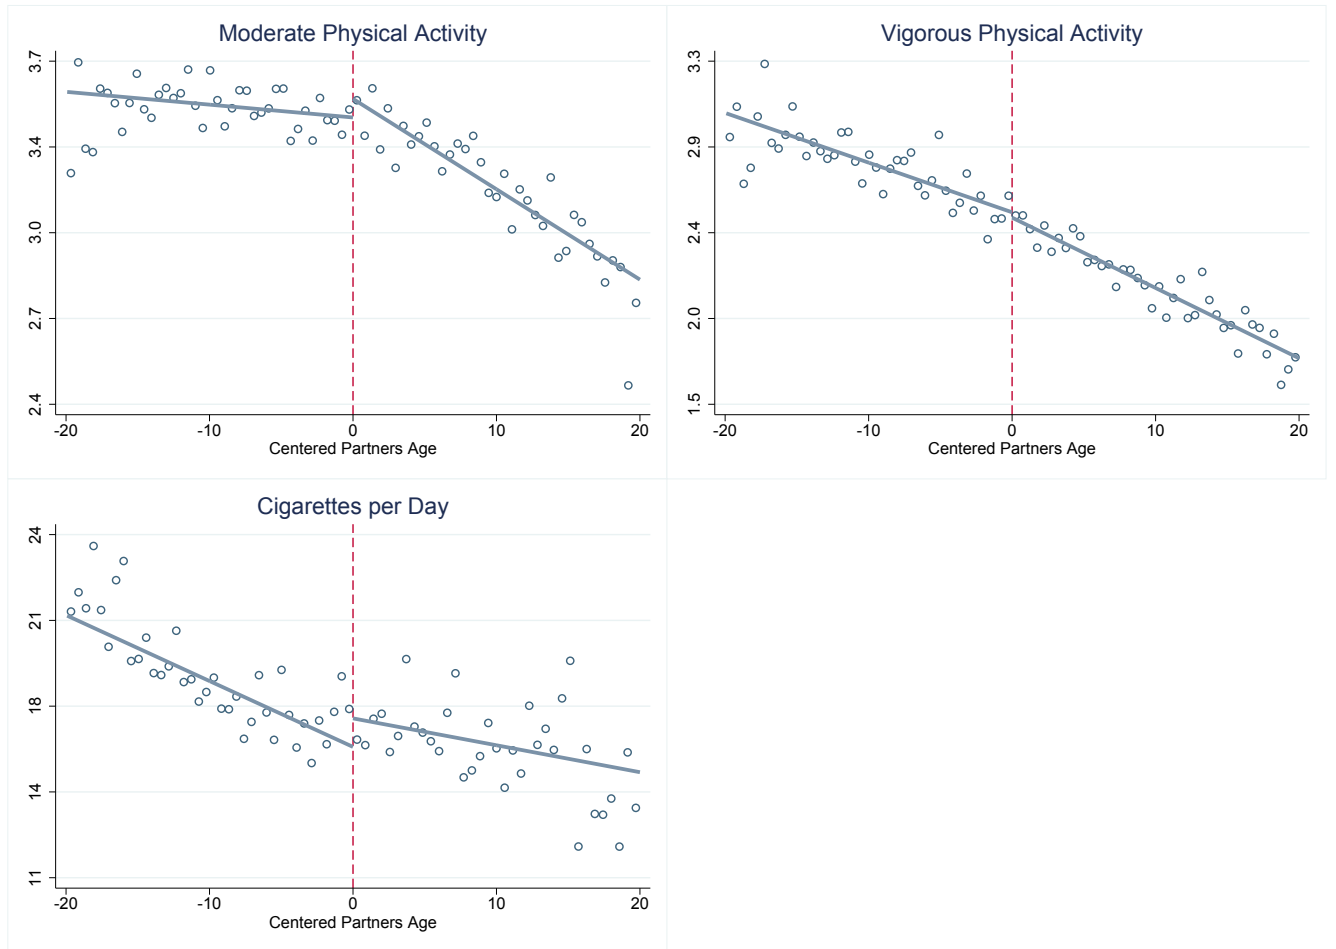 Moderate Physical Activity
3.7
3.4
3.0
2.7
2.4
-20 -10 0 10 20
Centered Partners Age
Vigorous Physical Activity
3.3
2.9
2.4
2.0
1.5
-20 -10 0 10 20
Centered Partners Age
Cigarettes per Day
24
21
18
14
11
-20 -10 0 10 20
Centered Partners Age